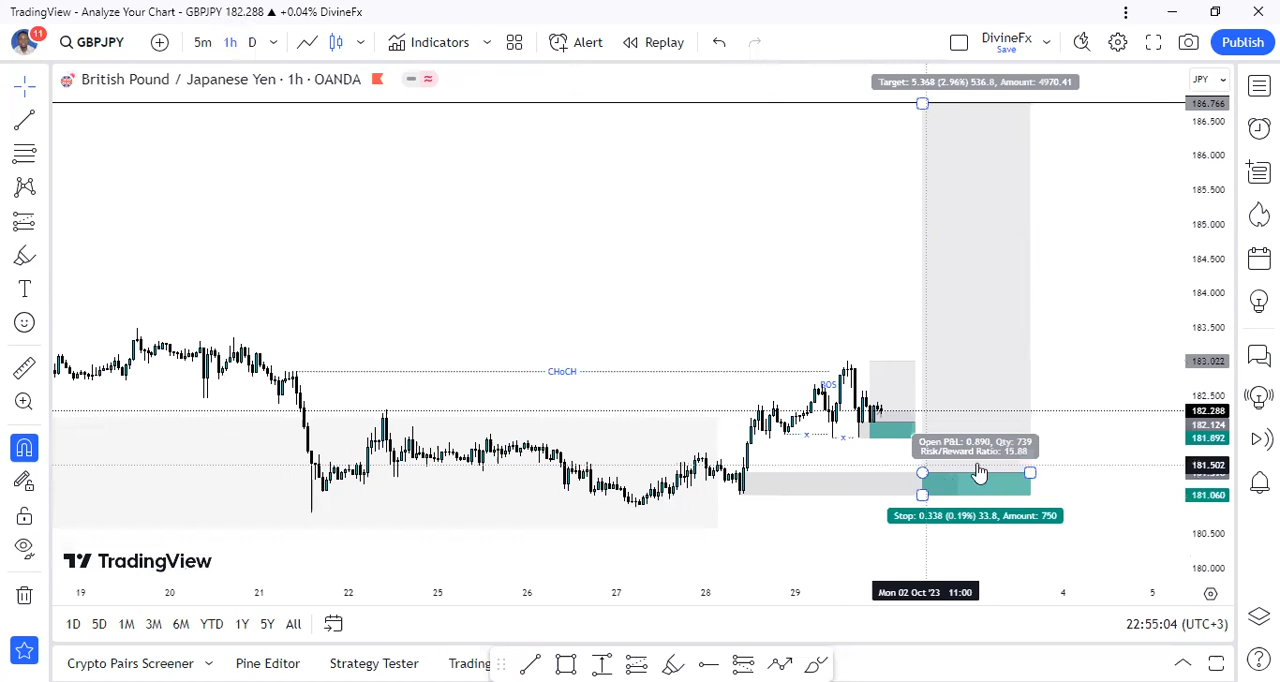 TradingView - Analyze Your Chart - GBPJPY 182.288 ▲ +0.04% DivineFx
11
GBPJPY
5m 1h D
Indicators
Alert
Replay
DivineFx
Save
Publish
British Pound / Japanese Yen · 1h · OANDA
Target: 5.368 (2.96%) 536.8, Amount: 4970.41
JPY
186.766
186.500
186.000
185.500
185.000
184.500
184.000
183.500
183.022
182.500
182.288
182.124
181.692
181.502
181.060
180.500
180.000
CHoCH
BOS
x
x
Open P&L: 0.890, Qty: 739
Risk/Reward Ratio: 15.88
Stop: 0.338 (0.19%) 33.8, Amount: 750
TradingView
19 20 21 22 25 26 27 28 29 Mon 02 Oct '23 11:00 4 5
1D 5D 1M 3M 6M YTD 1Y 5Y All
22:55:04 (UTC+3)
Crypto Pairs Screener Pine Editor Strategy Tester Trading